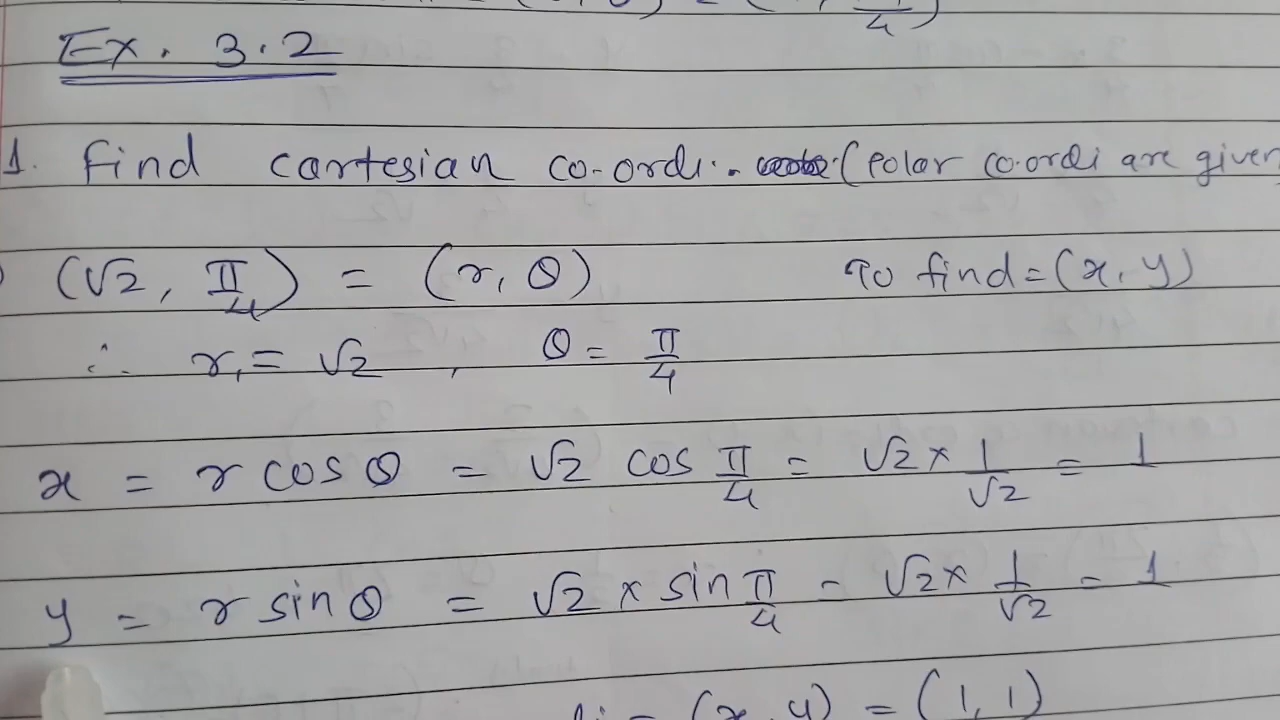 Ex. 3.2
1. Find cartesian co-ordi. (Polar co-ordi are given
(√2, π/4) = (r, θ) To find = (x, y)
∴ r, = √2 , θ = π/4
x = r cos θ = √2 cos π/4 = √2 × 1/√2 = 1
y = r sin θ = √2 × sin π/4 = √2 × 1/√2 = 1
= (x, y) = (1, 1)